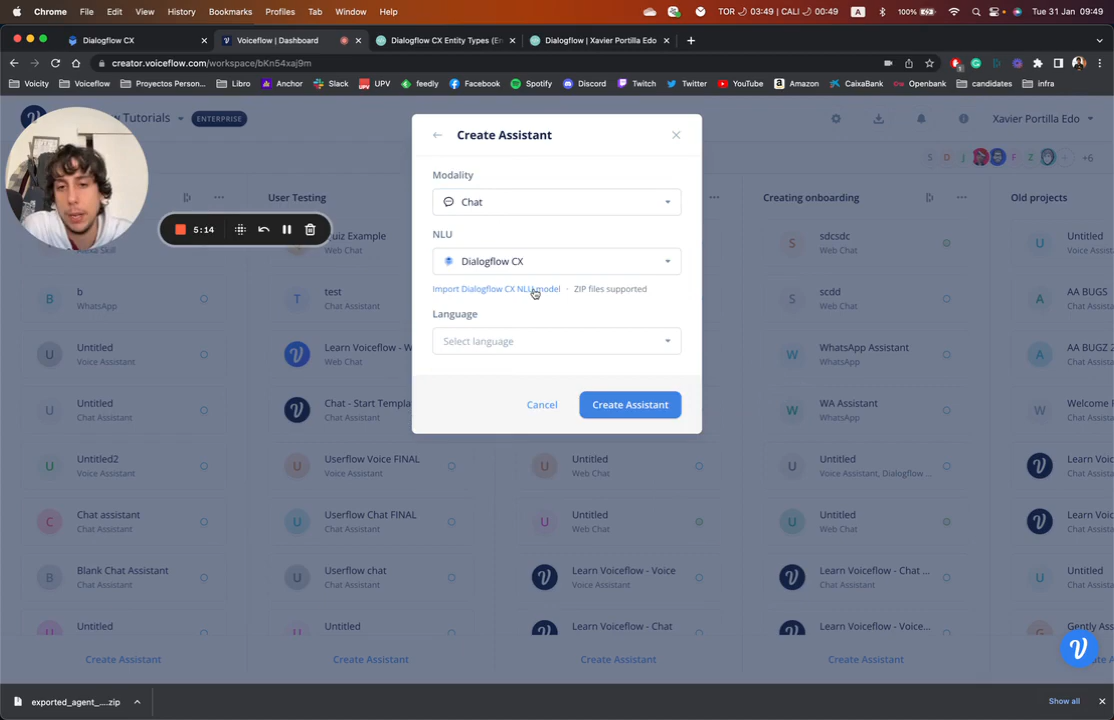 Chrome File Edit View History Bookmarks Profiles Tab Window Help TOR 03:49 | CALI 00:49 A 100% Tue 31 Jan 09:49
Dialogflow CX Voiceflow | Dashboard Dialogflow CX Entity Types (En Dialogflow | Xavier Portilla Edo
creator.voiceflow.com/workspace/bKn54xaj9m
Voicity Voiceflow Proyectos Person... Libro Anchor Slack UPV feedly Facebook Spotify Discord Twitch Twitter YouTube Amazon CaixaBank Openbank candidates infra
Tutorials ENTERPRISE Xavier Portilla Edo
S D J F Z +6
User Testing Creating onboarding Old projects
Alexa Skill
Quiz Example
Web Chat
S sdcsdc
Web Chat
U Untitled
B b
WhatsApp
T test
Chat Assistant
S scdd
Web Chat
A AA BUGS
U Untitled
Voice Assistant
Learn Voiceflow - W
Web Chat
W WhatsApp Assistant
WhatsApp
A AA BUGZ 2
U Untitled
Chat Assistant
Chat - Start Templa
Chat Assistant
W WA Assistant
WhatsApp
W Welcome
U Untitled2
Chat Assistant
U Userflow Voice FINAL
Voice Assistant
U Untitled
Web Chat
U Untitled
Voice Assistant, Dialogflow ...
Learn Voic
Chat Assistant
C Chat assistant
Chat Assistant
U Userflow Chat FINAL
Chat Assistant
U Untitled
Web Chat
U Untitled
Web Chat
Learn Voic
Chat Assistant
B Blank Chat Assistant
Chat Assistant
U Userflow chat
Chat Assistant
Learn Voiceflow - Voice
Voice Assistant
Learn Voiceflow - Chat ...
Chat Assistant
U Untitled
Chat Assistant
U Untitled
U Untitled
Learn Voiceflow - Chat
Learn Voiceflow - Voice...
G Gently Ass
Create Assistant Create Assistant Create Assistant Create Assistant
5:14
Create Assistant
Modality
Chat
NLU
Dialogflow CX
Import Dialogflow CX NLU model · ZIP files supported
Language
Select language
Cancel Create Assistant
exported_agent_....zip Show all